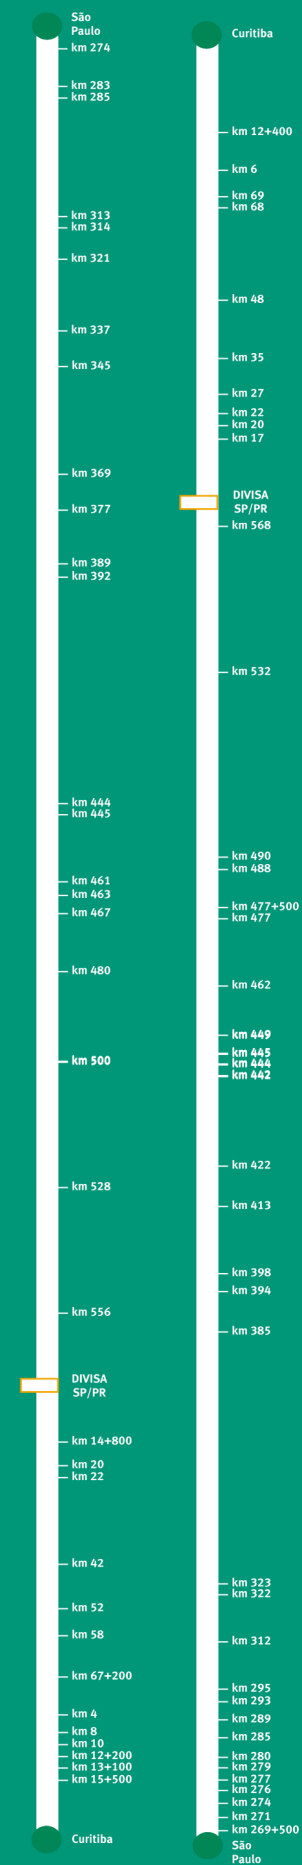 São
Paulo
km 274
km 283
km 285
km 313
km 314
km 321
km 337
km 345
km 369
km 377
km 389
km 392
km 444
km 445
km 461
km 463
km 467
km 480
km 500
km 528
km 556
DIVISA
SP/PR
km 14+800
km 20
km 22
km 42
km 52
km 58
km 67+200
km 4
km 8
km 10
km 12+200
km 13+100
km 15+500
Curitiba
Curitiba
km 12+400
km 6
km 69
km 68
km 48
km 35
km 27
km 22
km 20
km 17
DIVISA
SP/PR
km 568
km 532
km 490
km 488
km 477+500
km 477
km 462
km 449
km 445
km 444
km 442
km 422
km 413
km 398
km 394
km 385
km 323
km 322
km 312
km 295
km 293
km 289
km 285
km 280
km 279
km 277
km 276
km 274
km 271
km 269+500
São
Paulo